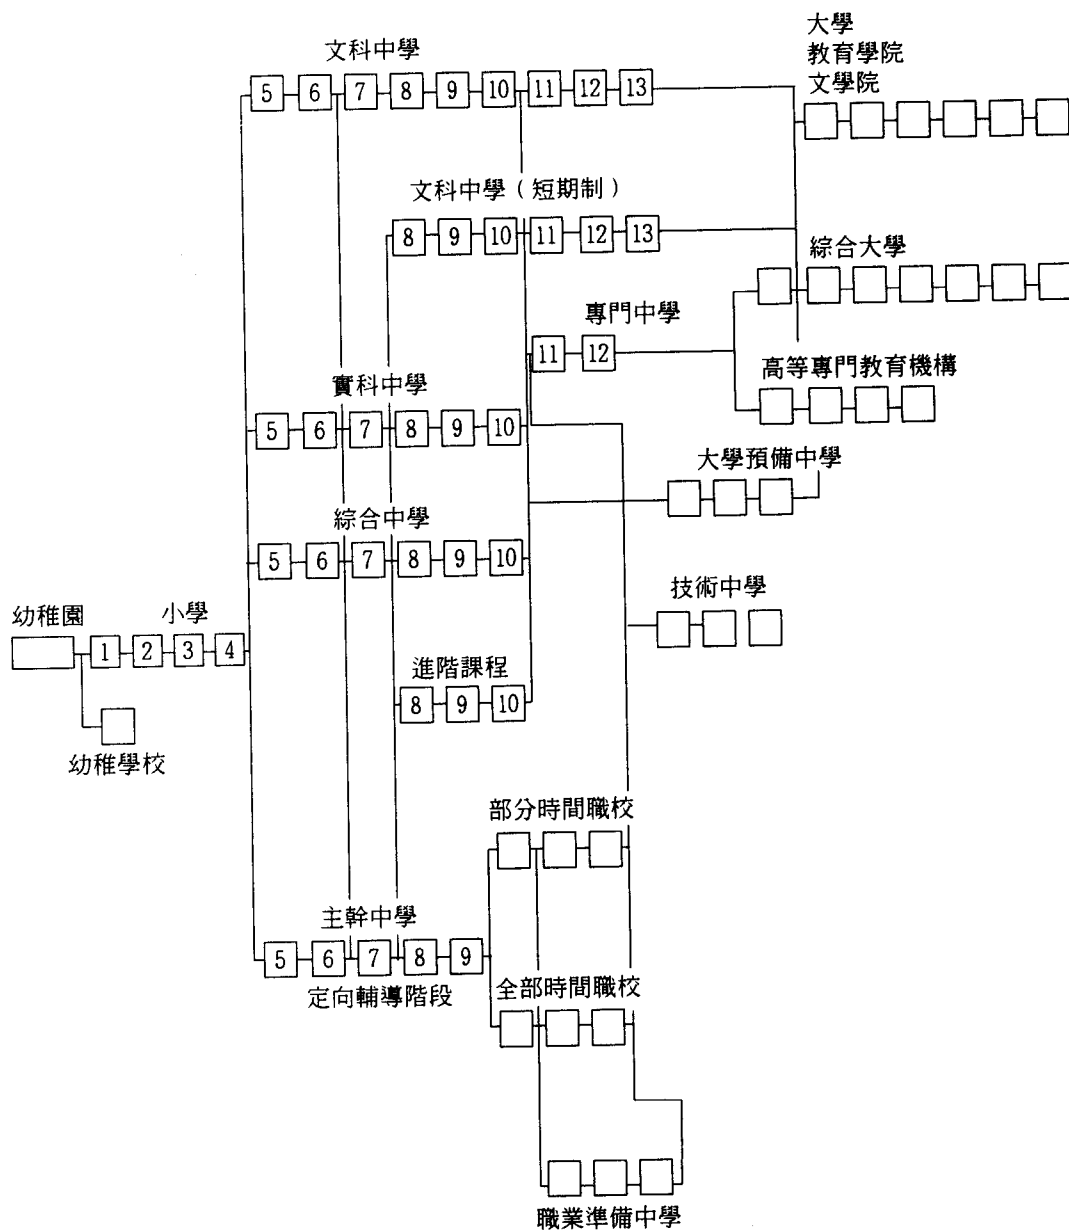 大學
教育學院
文學院
文科中學
5 6 7 8 9 10 11 12 13
文科中學（短期制）
8 9 10 11 12 13
綜合大學
專門中學
11 12
高等專門教育機構
實科中學
5 6 7 8 9 10
大學預備中學
綜合中學
5 6 7 8 9 10
技術中學
幼稚園
小學
1 2 3 4
進階課程
8 9 10
幼稚學校
部分時間職校
主幹中學
5 6 7 8 9
定向輔導階段
全部時間職校
職業準備中學